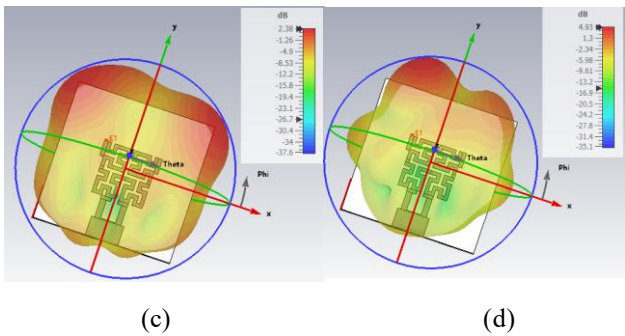 y
dB
2.38
-1.26
-4.9
-8.53
-12.2
-15.8
-19.4
-23.1
-26.7
-30.4
-34
-37.6
E1
Theta
Phi
x
(c)
y
dB
4.93
-2.34
-5.98
-9.61
-13.2
-16.9
-20.5
-24.2
-27.8
-31.4
-35.1
E1
Theta
Phi
x
(d)